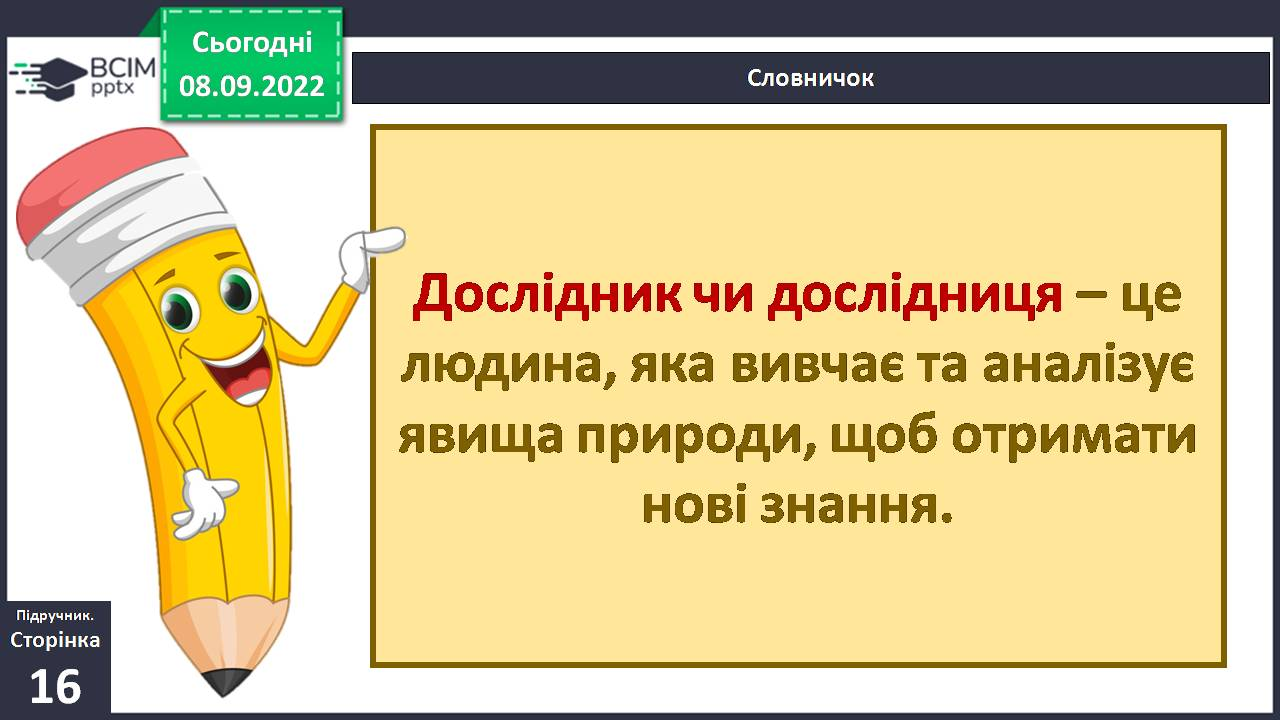 Сьогодні
08.09.2022
ВСІМ
pptx
Словничок
Дослідник чи дослідниця – це
людина, яка вивчає та аналізує
явища природи, щоб отримати
нові знання.
Підручник.
Сторінка
16